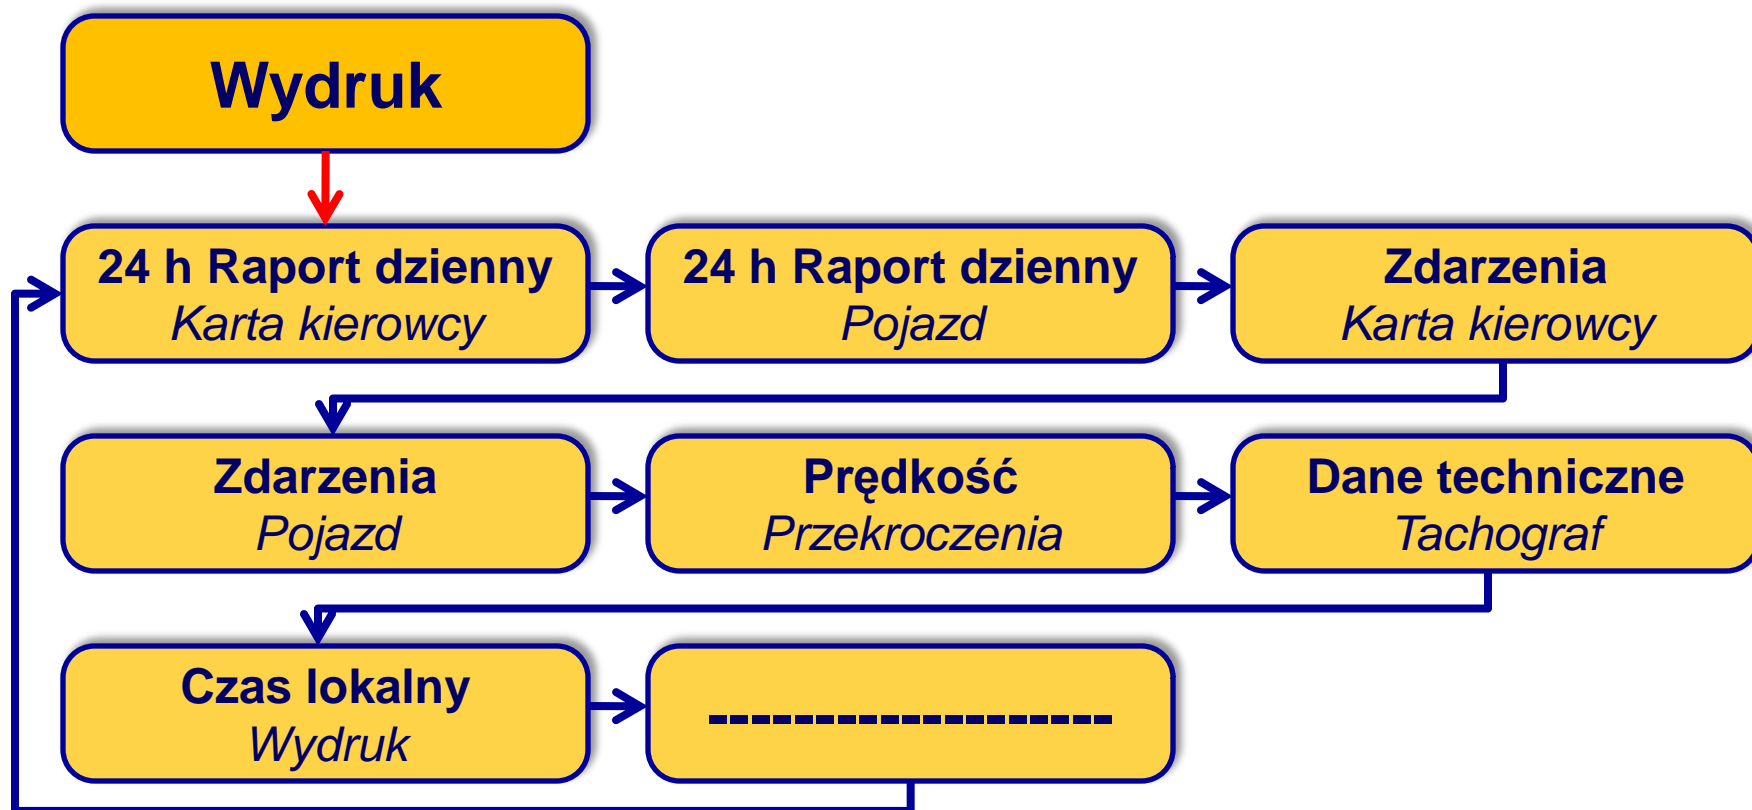 Wydruk
24 h Raport dzienny
Karta kierowcy
24 h Raport dzienny
Pojazd
Zdarzenia
Karta kierowcy
Zdarzenia
Pojazd
Prędkość
Przekroczenia
Dane techniczne
Tachograf
Czas lokalny
Wydruk
-------------------